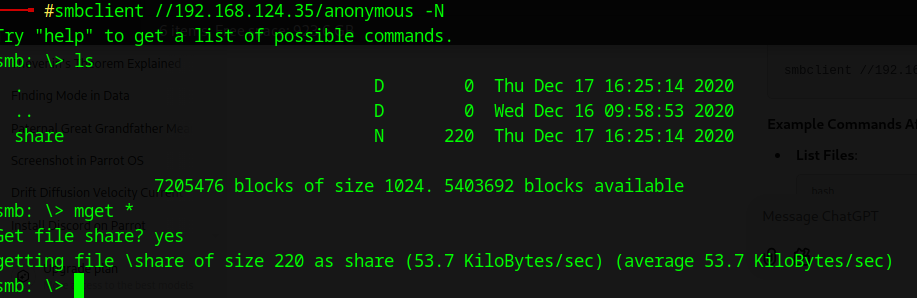 #smbclient //192.168.124.35/anonymous -N
Try "help" to get a list of possible commands.
smb: \> ls
. D 0 Thu Dec 17 16:25:14 2020
.. D 0 Wed Dec 16 09:58:53 2020
share N 220 Thu Dec 17 16:25:14 2020
7205476 blocks of size 1024. 5403692 blocks available
smb: \> mget *
Get file share? yes
getting file \share of size 220 as share (53.7 KiloBytes/sec) (average 53.7 KiloBytes/sec)
smb: \>
Theorem Explained
Finding Mode in Data
Great Grandfather
Screenshot in Parrot OS
Drift Diffusion Velocity
Install Discord on Parrot
smbclient //192.1
Example Commands
List Files:
bash
Message ChatGPT